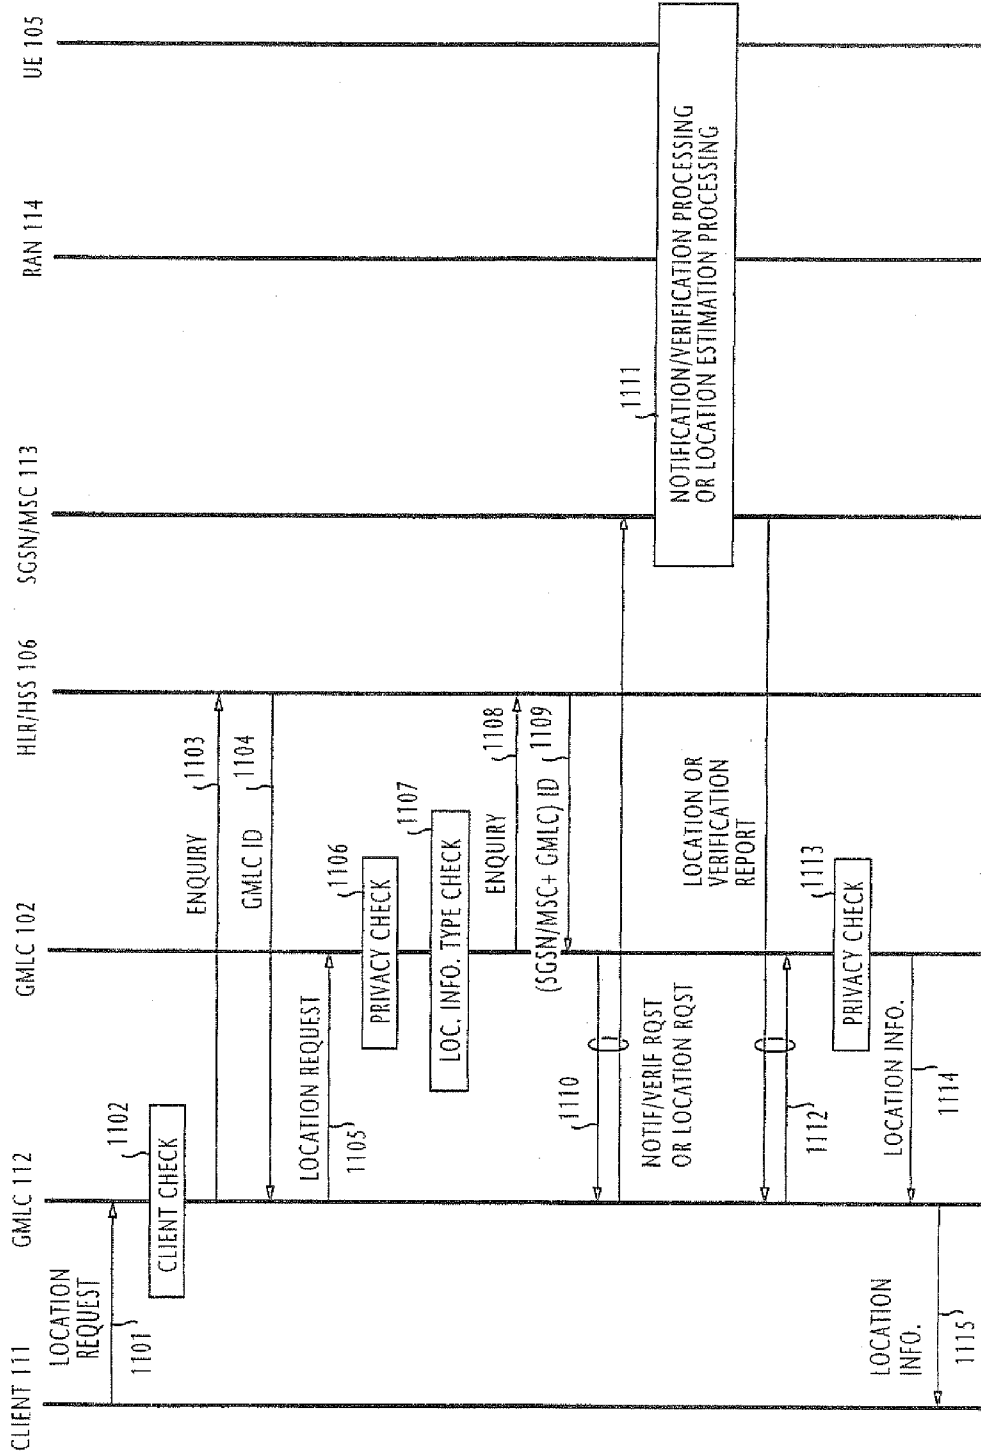 CLIENT 111
GMLC 112
GMLC 102
HLR/HSS 106
SGSN/MSC 113
RAN 114
UE 105
LOCATION
REQUEST
1101
CLIENT CHECK
1102
ENQUIRY
1103
GMLC ID
1104
LOCATION REQUEST
1105
PRIVACY CHECK
1106
LOC. INFO. TYPE CHECK
1107
ENQUIRY
1108
(SGSN/MSC+ GMLC) ID
1109
1110
NOTIF/VERIF RQST
OR LOCATION RQST
1111
NOTIFICATION/VERIFICATION PROCESSING
OR LOCATION ESTIMATION PROCESSING
LOCATION OR
VERIFICATION
REPORT
1112
PRIVACY CHECK
1113
LOCATION INFO.
1114
LOCATION
INFO.
1115